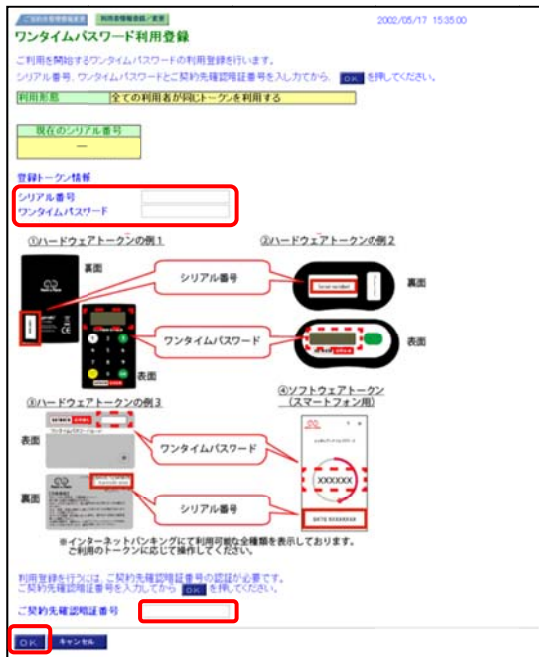 ご契約先情報変更 利用者情報登録／変更
2002/05/17 15:35:00
ワンタイムパスワード利用登録
ご利用を開始するワンタイムパスワードの利用登録を行います。
シリアル番号、ワンタイムパスワードとご契約先確認暗証番号を入力してから、 OK を押してください。
利用形態 全ての利用者が同じトークンを利用する
現在のシリアル番号
―
登録トークン情報
シリアル番号
ワンタイムパスワード
①ハードウェアトークンの例1
②ハードウェアトークンの例2
裏面
シリアル番号
裏面
ワンタイムパスワード
表面
表面
③ハードウェアトークンの例3
④ソフトウェアトークン
（スマートフォン用）
表面
ワンタイムパスワード
XXXXXX
裏面
シリアル番号
※インターネットバンキングにて利用可能な全種類を表示しております。
ご利用のトークンに応じて操作してください。
利用登録を行うには、ご契約先確認暗証番号の認証が必要です。
ご契約先確認暗証番号を入力してから OK を押してください。
ご契約先確認暗証番号
OK キャンセル